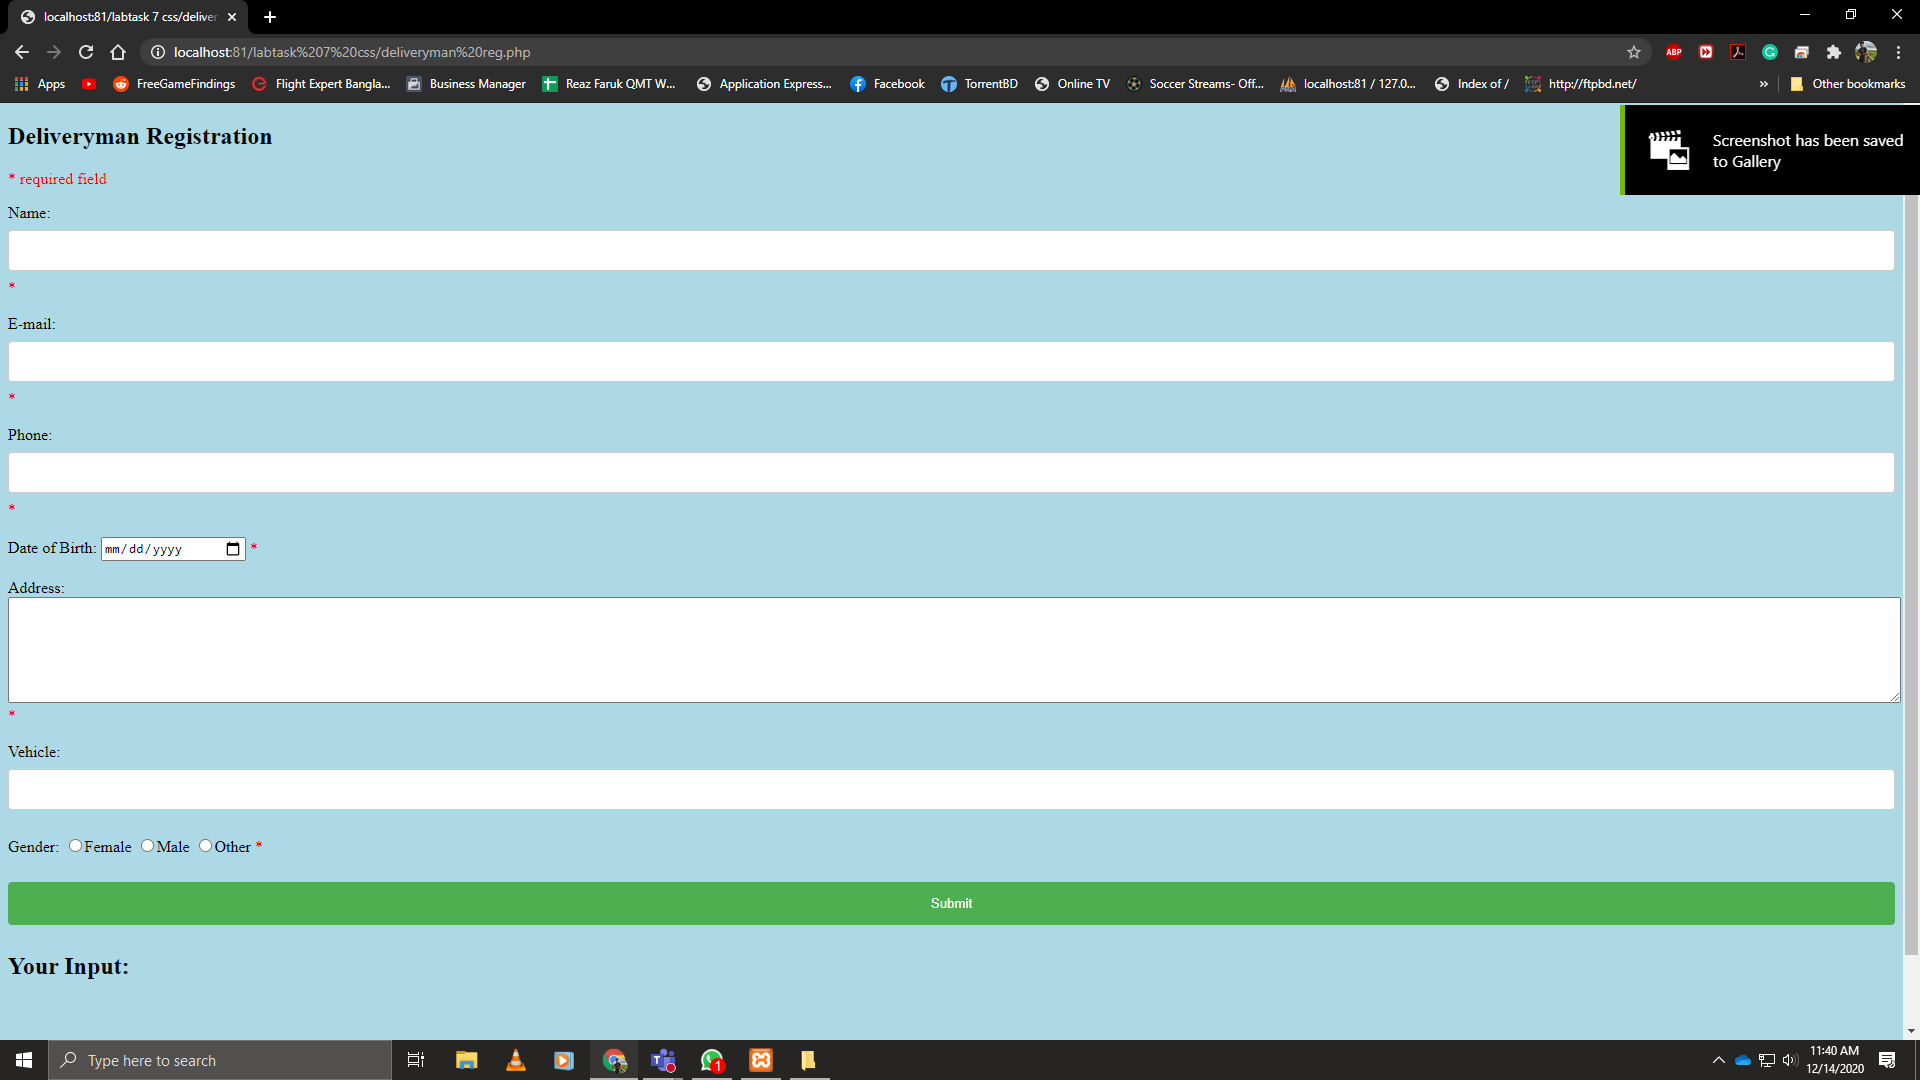 localhost:81/labtask 7 css/deliver
localhost:81/labtask%207%20css/deliveryman%20reg.php
ABP
Apps
FreeGameFindings
Flight Expert Bangla...
Business Manager
Reaz Faruk QMT W...
Application Express...
Facebook
TorrentBD
Online TV
Soccer Streams- Off...
localhost:81 / 127.0...
Index of /
http://ftpbd.net/
»
Other bookmarks
Deliveryman Registration
Screenshot has been saved
to Gallery
* required field
Name:
*
E-mail:
*
Phone:
*
Date of Birth: mm/dd/yyyy *
Address:
*
Vehicle:
Gender: Female Male Other *
Submit
Your Input:
Type here to search
1
11:40 AM
12/14/2020